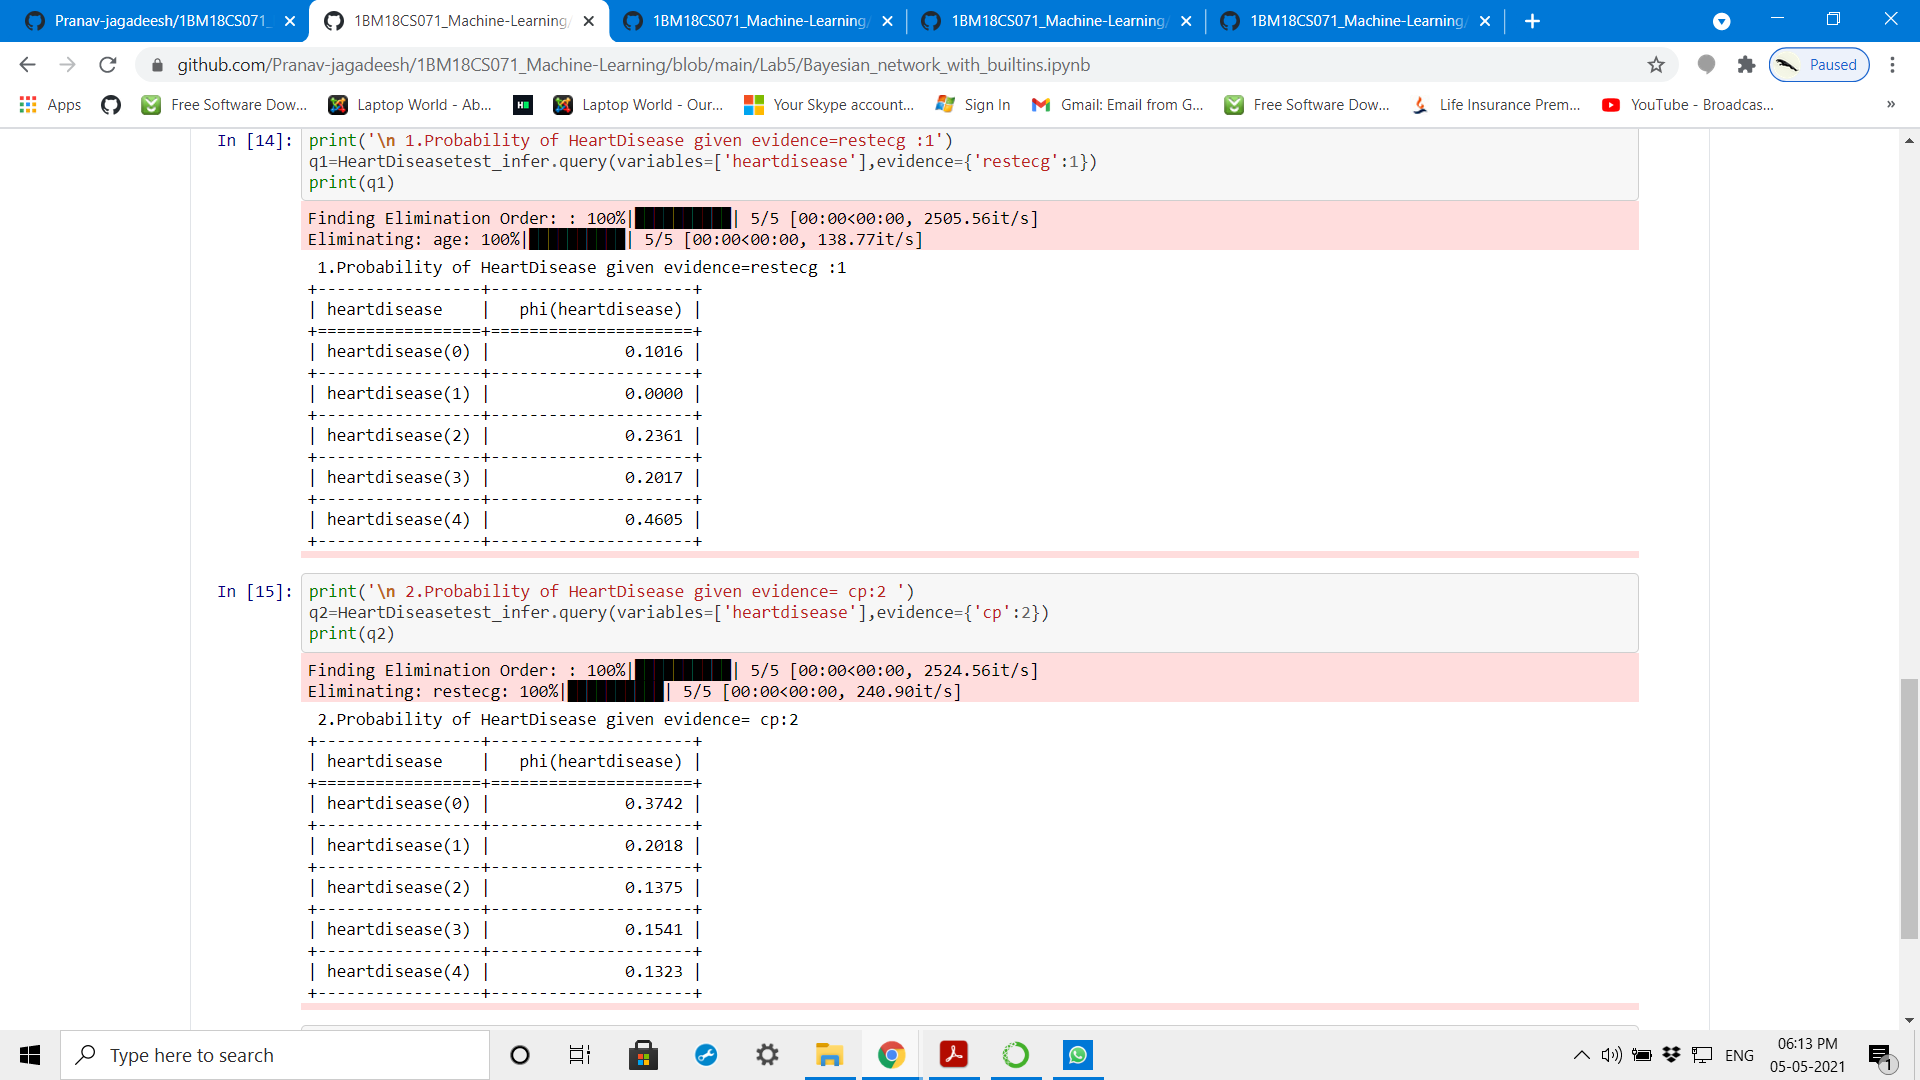 Pranav-jagadeesh/1BM18CS071_
1BM18CS071_Machine-Learning/
1BM18CS071_Machine-Learning/
1BM18CS071_Machine-Learning/
1BM18CS071_Machine-Learning/
github.com/Pranav-jagadeesh/1BM18CS071_Machine-Learning/blob/main/Lab5/Bayesian_network_with_builtins.ipynb
Paused
Apps
Free Software Dow...
Laptop World - Ab...
Laptop World - Our...
Your Skype account...
Sign In
Gmail: Email from G...
Free Software Dow...
Life Insurance Prem...
YouTube - Broadcas...
»
In [14]:
print('\n 1.Probability of HeartDisease given evidence=restecg :1')
q1=HeartDiseasetest_infer.query(variables=['heartdisease'],evidence={'restecg':1})
print(q1)
Finding Elimination Order: : 100%|██████████| 5/5 [00:00<00:00, 2505.56it/s]
Eliminating: age: 100%|██████████| 5/5 [00:00<00:00, 138.77it/s]
1.Probability of HeartDisease given evidence=restecg :1
+-----------------+---------------------+
| heartdisease    |   phi(heartdisease) |
+=================+=====================+
| heartdisease(0) |              0.1016 |
+-----------------+---------------------+
| heartdisease(1) |              0.0000 |
+-----------------+---------------------+
| heartdisease(2) |              0.2361 |
+-----------------+---------------------+
| heartdisease(3) |              0.2017 |
+-----------------+---------------------+
| heartdisease(4) |              0.4605 |
+-----------------+---------------------+
In [15]:
print('\n 2.Probability of HeartDisease given evidence= cp:2 ')
q2=HeartDiseasetest_infer.query(variables=['heartdisease'],evidence={'cp':2})
print(q2)
Finding Elimination Order: : 100%|██████████| 5/5 [00:00<00:00, 2524.56it/s]
Eliminating: restecg: 100%|██████████| 5/5 [00:00<00:00, 240.90it/s]
2.Probability of HeartDisease given evidence= cp:2
+-----------------+---------------------+
| heartdisease    |   phi(heartdisease) |
+=================+=====================+
| heartdisease(0) |              0.3742 |
+-----------------+---------------------+
| heartdisease(1) |              0.2018 |
+-----------------+---------------------+
| heartdisease(2) |              0.1375 |
+-----------------+---------------------+
| heartdisease(3) |              0.1541 |
+-----------------+---------------------+
| heartdisease(4) |              0.1323 |
+-----------------+---------------------+
Type here to search
ENG
06:13 PM
05-05-2021
1